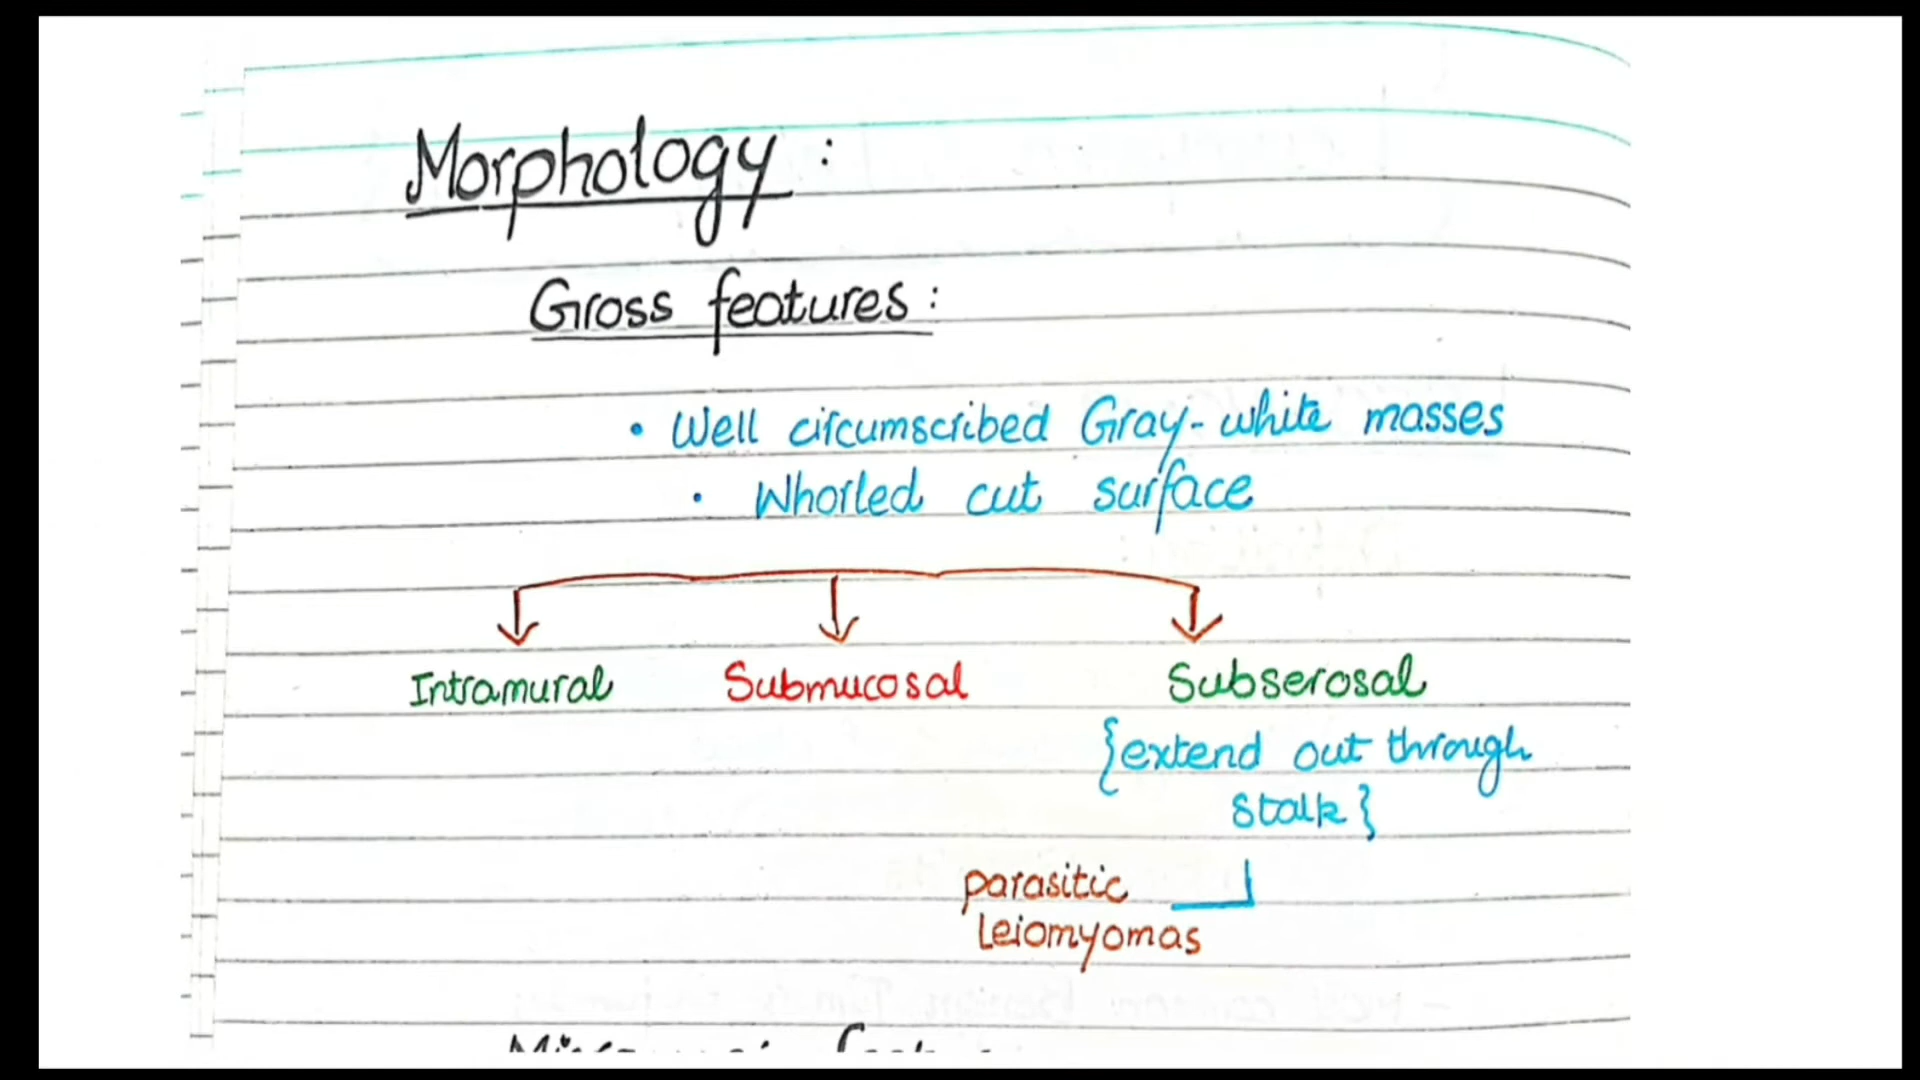 Morphology :
Gross features :
• Well circumscribed Gray-white masses
• Whorled cut surface
Intramural Submucosal Subserosal
{extend out through
stalk}
parasitic
leiomyomas